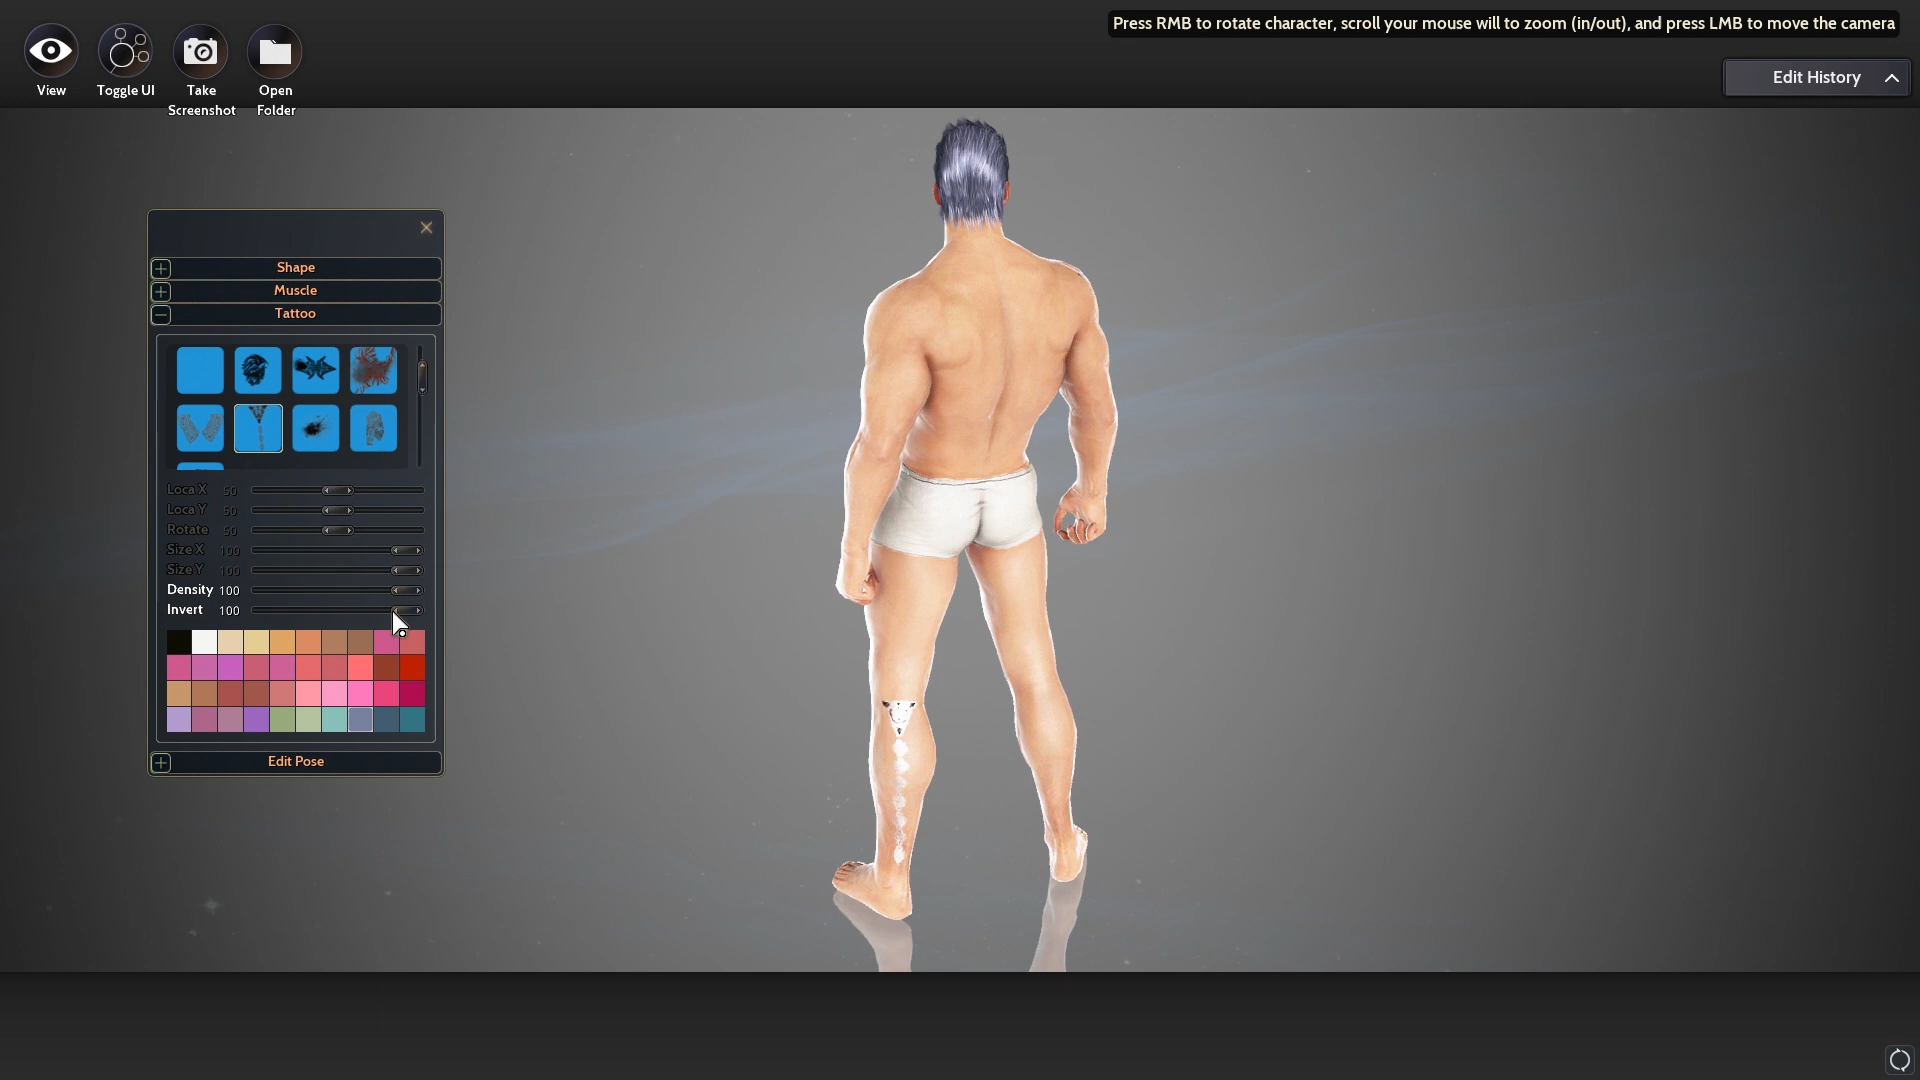 Press RMB to rotate character, scroll your mouse will to zoom (in/out), and press LMB to move the camera
View
Toggle UI
Take
Screenshot
Open
Folder
Edit History
Shape
Muscle
Tattoo
Loca X 50
Loca Y 50
Rotate 50
Size X 100
Size Y 100
Density 100
Invert 100
Edit Pose